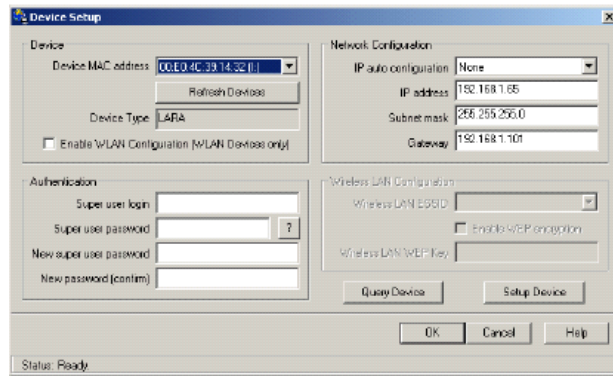 Device Setup
Device
Device MAC address 00:E0:4C:39:14:32 (I:)
Refresh Devices
Device Type LARA
Enable WLAN Configuration (WLAN Devices only)
Network Configuration
IP auto configuration None
IP address 192.168.1.65
Subnet mask 255.255.255.0
Gateway 192.168.1.101
Authentication
Super user login
Super user password ?
New super user password
New password (confirm)
Wireless LAN Configuration
Wireless LAN ESSID
Enable WEP encryption
Wireless LAN WEP Key
Query Device Setup Device
OK Cancel Help
Status: Ready.